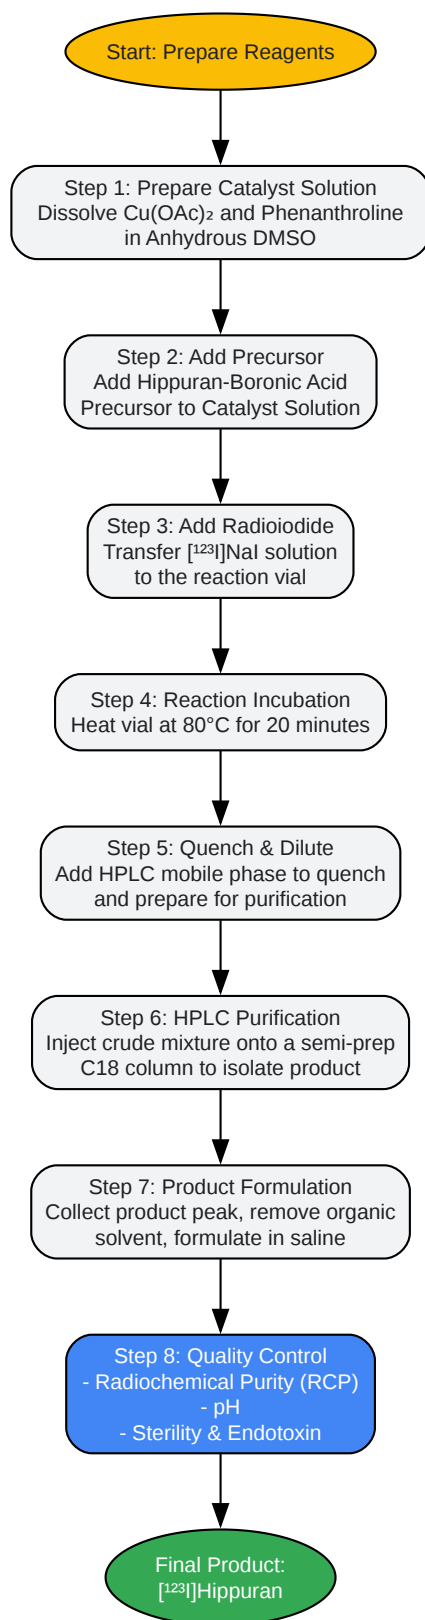 Start: Prepare Reagents
Step 1: Prepare Catalyst Solution
Dissolve Cu(OAc)₂ and Phenanthroline
in Anhydrous DMSO
Step 2: Add Precursor
Add Hippuran-Boronic Acid
Precursor to Catalyst Solution
Step 3: Add Radioiodide
Transfer [¹²³I]NaI solution
to the reaction vial
Step 4: Reaction Incubation
Heat vial at 80°C for 20 minutes
Step 5: Quench & Dilute
Add HPLC mobile phase to quench
and prepare for purification
Step 6: HPLC Purification
Inject crude mixture onto a semi-prep
C18 column to isolate product
Step 7: Product Formulation
Collect product peak, remove organic
solvent, formulate in saline
Step 8: Quality Control
- Radiochemical Purity (RCP)
- pH
- Sterility & Endotoxin
Final Product:
[¹²³I]Hippuran